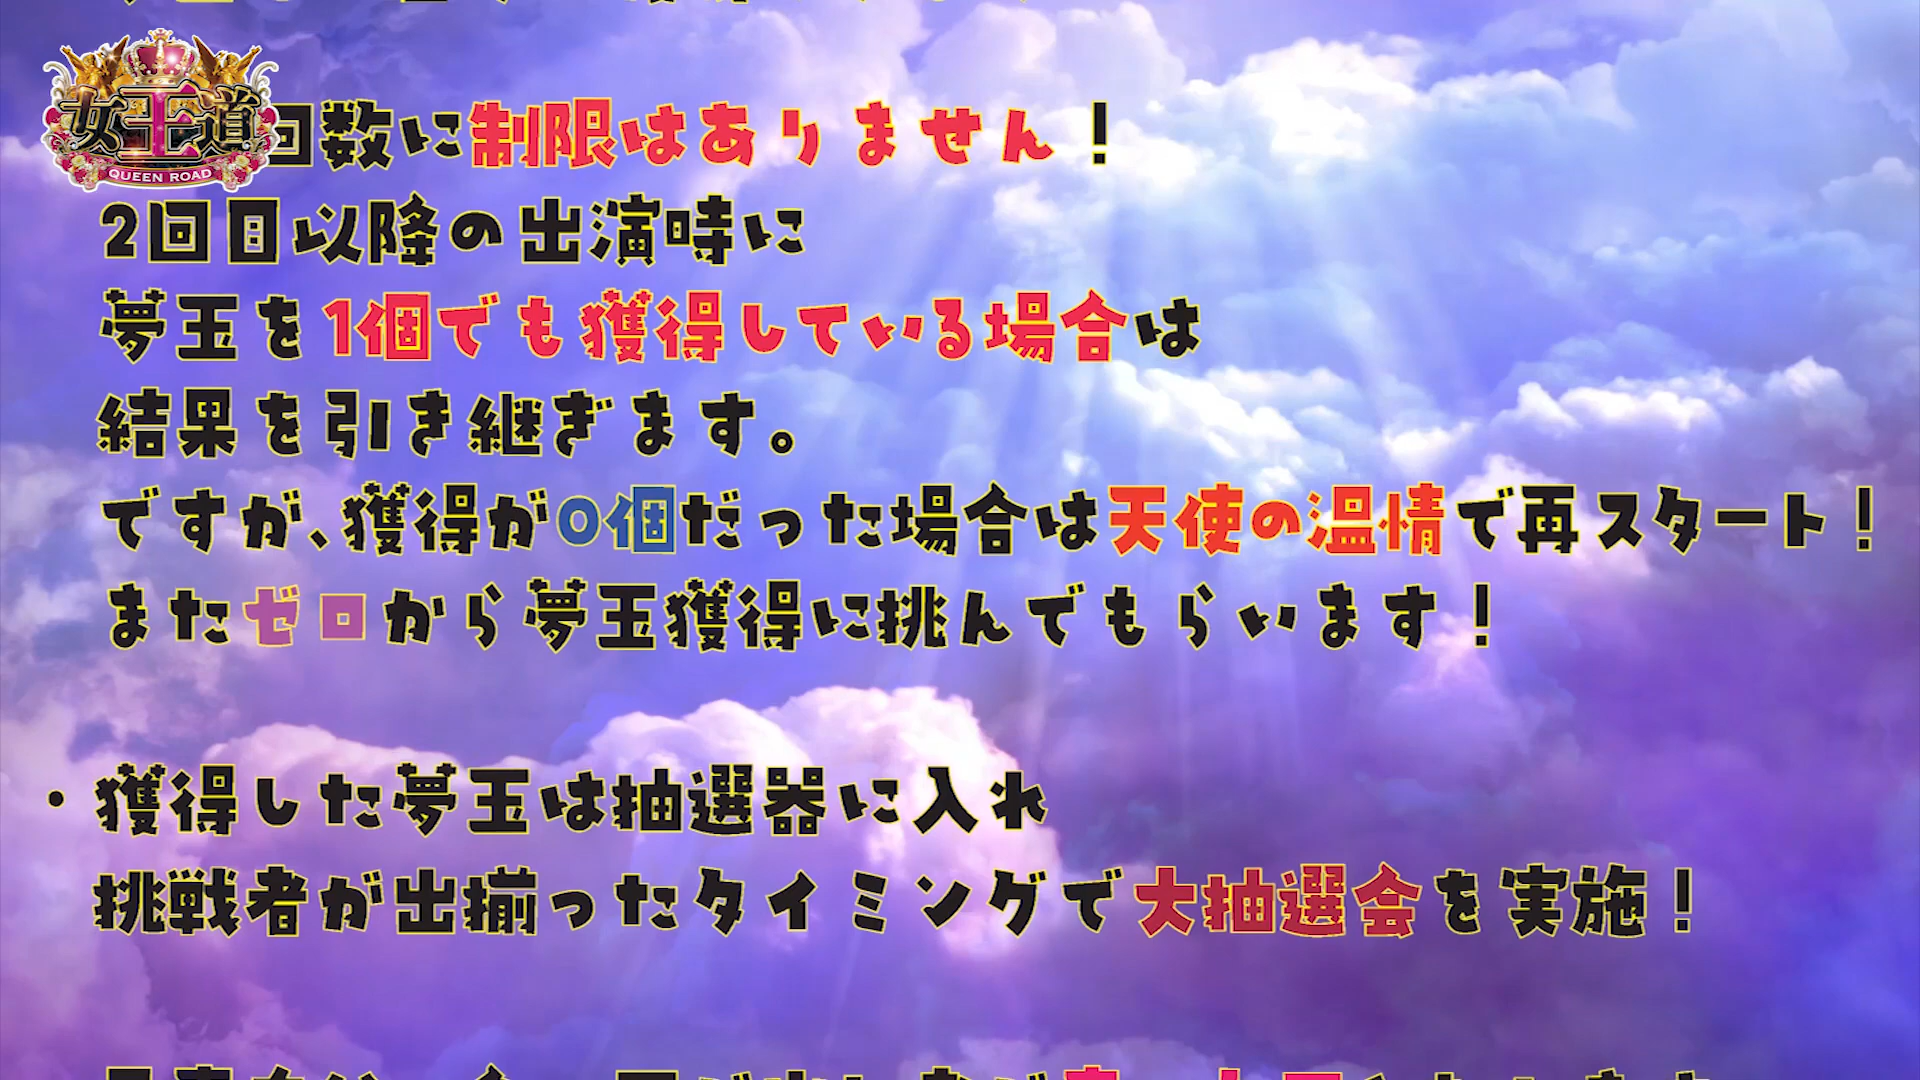 女王道
QUEEN ROAD
回数に制限はありません！
2回目以降の出演時に
夢玉を1個でも獲得している場合は
結果を引き継ぎます。
ですが、獲得が0個だった場合は天使の温情で再スタート！
またゼロから夢玉獲得に挑んでもらいます！
・獲得した夢玉は抽選器に入れ
挑戦者が出揃ったタイミングで大抽選会を実施！